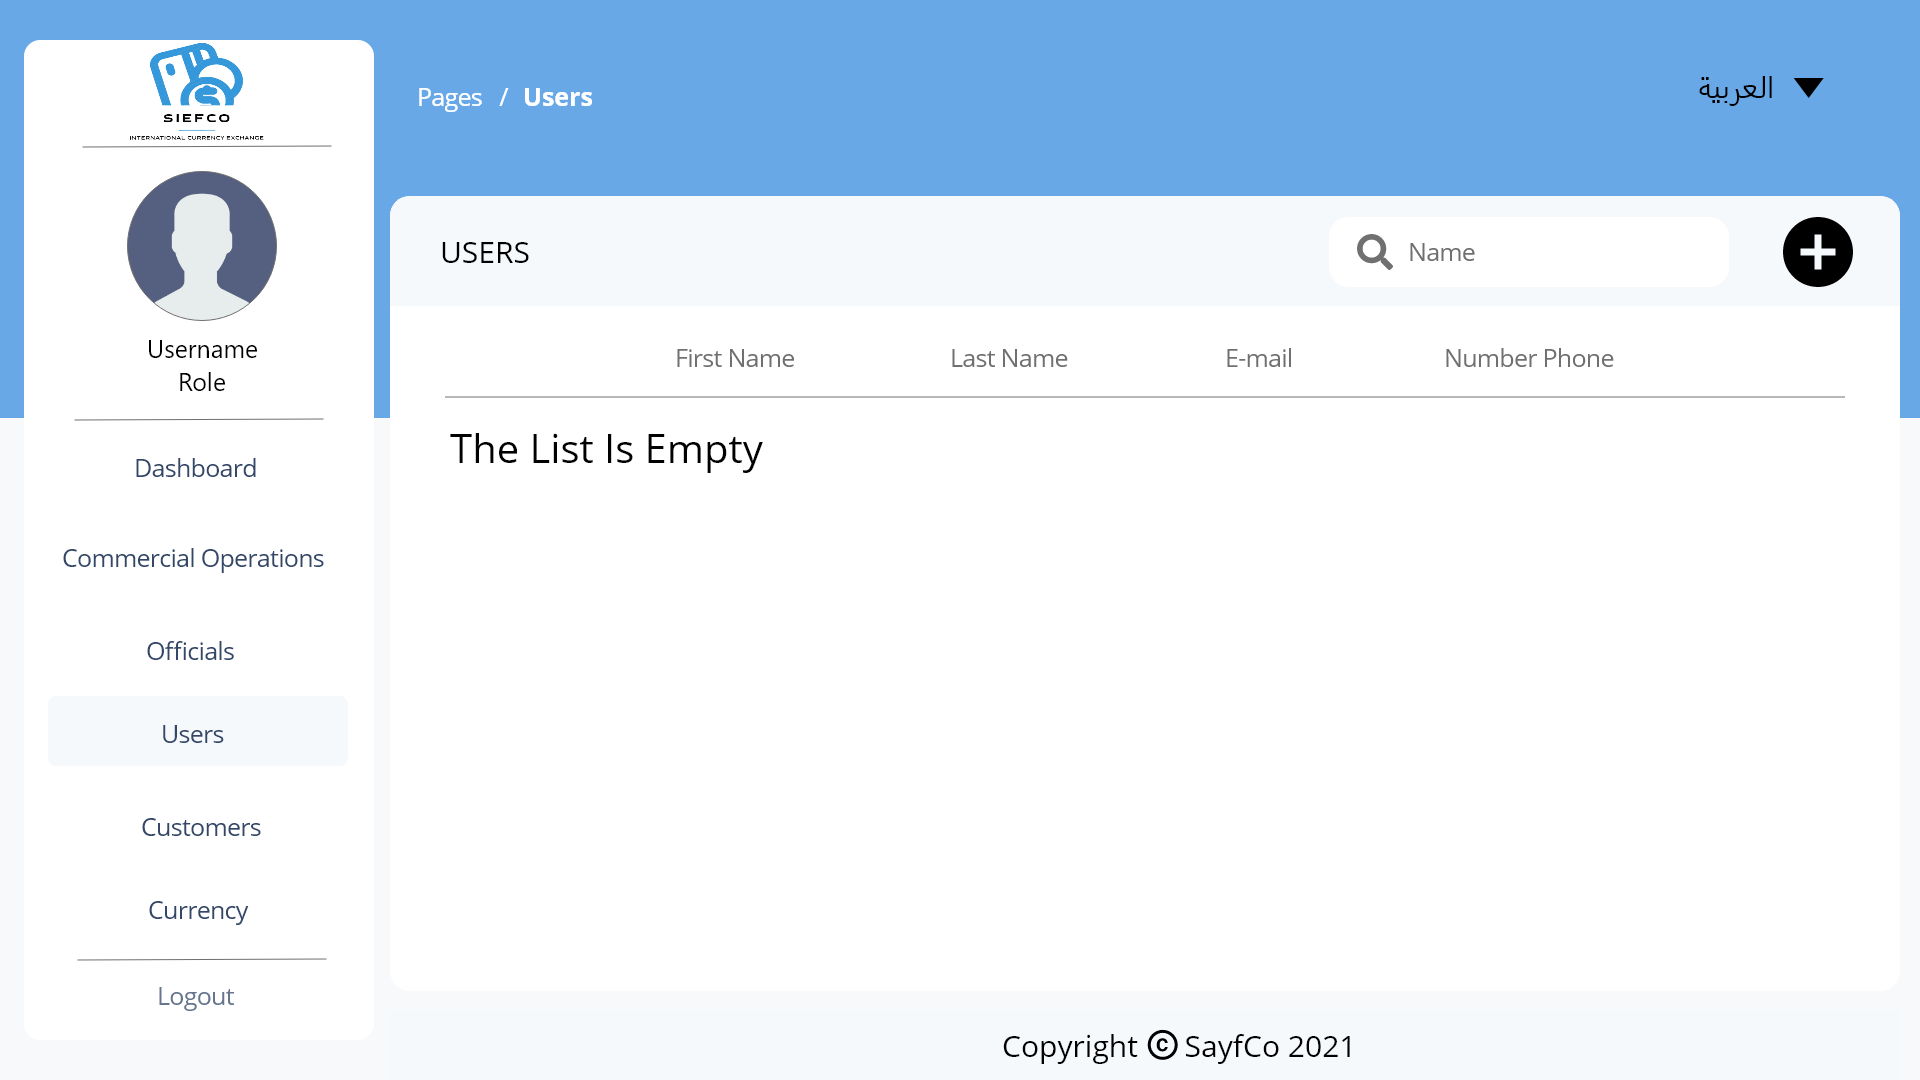 SIEFCO
INTERNATIONAL CURRENCY EXCHANGE
Username
Role
Dashboard
Commercial Operations
Officials
Users
Customers
Currency
Logout
Pages / Users
العربية
USERS
Name
First Name Last Name E-mail Number Phone
The List Is Empty
Copyright © SayfCo 2021